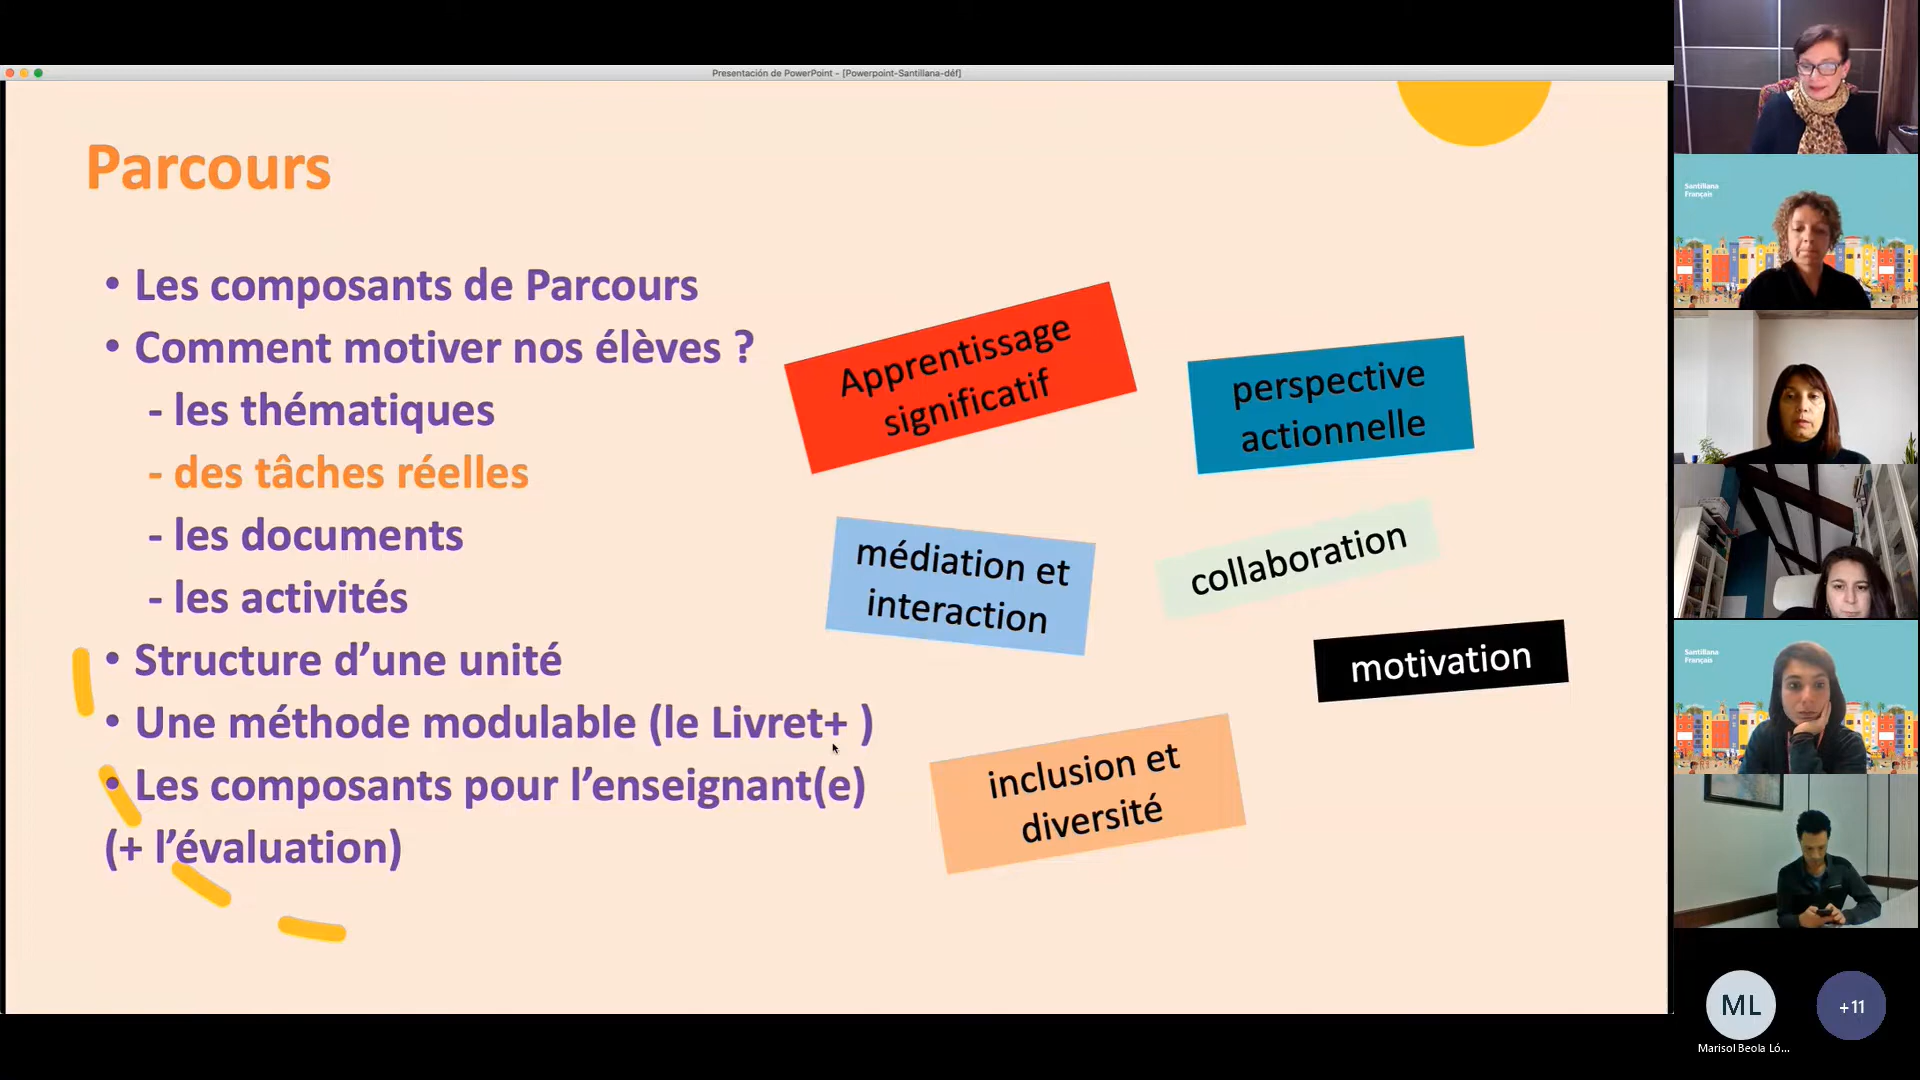 Presentación de PowerPoint - [Powerpoint-Santillana-déf]
Parcours
• Les composants de Parcours
• Comment motiver nos élèves ?
- les thématiques
- des tâches réelles
- les documents
- les activités
• Structure d’une unité
• Une méthode modulable (le Livret+ )
• Les composants pour l’enseignant(e)
(+ l’évaluation)
Apprentissage
significatif
perspective
actionnelle
médiation et
interaction
collaboration
motivation
inclusion et
diversité
Santillana
Français
Santillana
Français
ML
+11
Marisol Beola Ló...